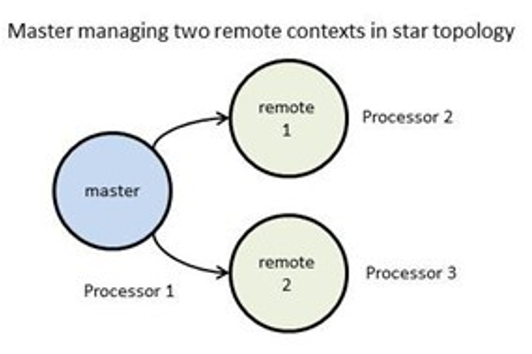 Master managing two remote contexts in star topology
remote
1
Processor 2
master
remote
2
Processor 3
Processor 1